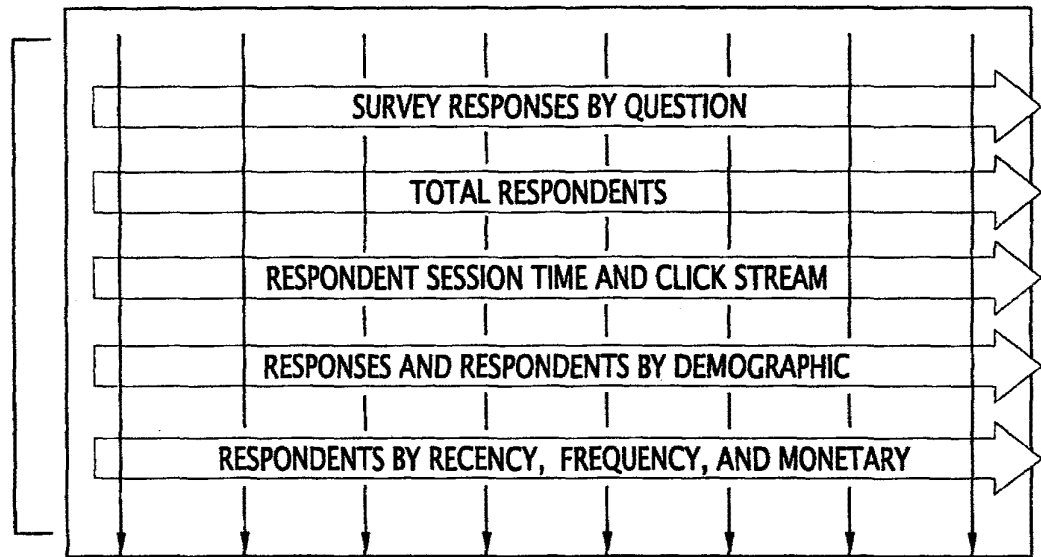 SURVEY RESPONSES BY QUESTION
TOTAL RESPONDENTS
RESPONDENT SESSION TIME AND CLICK STREAM
RESPONSES AND RESPONDENTS BY DEMOGRAPHIC
RESPONDENTS BY RECENCY, FREQUENCY, AND MONETARY